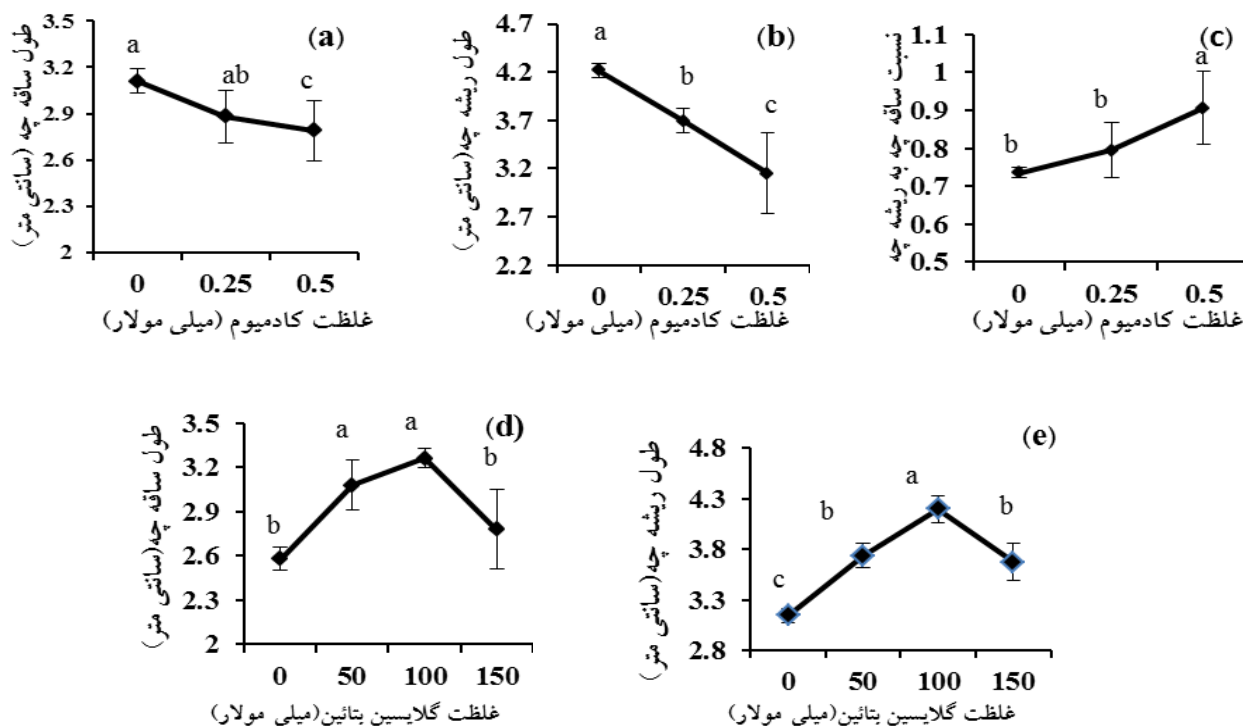 (a)
طول ساقه چه (سانتی متر)
3.5
3.2
2.9
2.6
2.3
2
a
ab
c
0 0.25 0.5
غلظت کادمیوم (میلی مولار)
(b)
طول ریشه چه(سانتی متر)
4.7
4.2
3.7
3.2
2.7
2.2
a
b
c
0 0.25 0.5
غلظت کادمیوم (میلی مولار)
(c)
نسبت ساقه چه به ریشه چه
1.1
1
0.9
0.8
0.7
0.6
0.5
b
b
a
0 0.25 0.5
غلظت کادمیوم (میلی مولار)
(d)
طول ساقه چه(سانتی متر)
3.5
3.2
2.9
2.6
2.3
2
b
a
a
b
0 50 100 150
غلظت گلایسین بتائین(میلی مولار)
(e)
طول ریشه چه(سانتی متر)
4.8
4.3
3.8
3.3
2.8
c
b
a
b
0 50 100 150
غلظت گلایسین بتائین(میلی مولار)